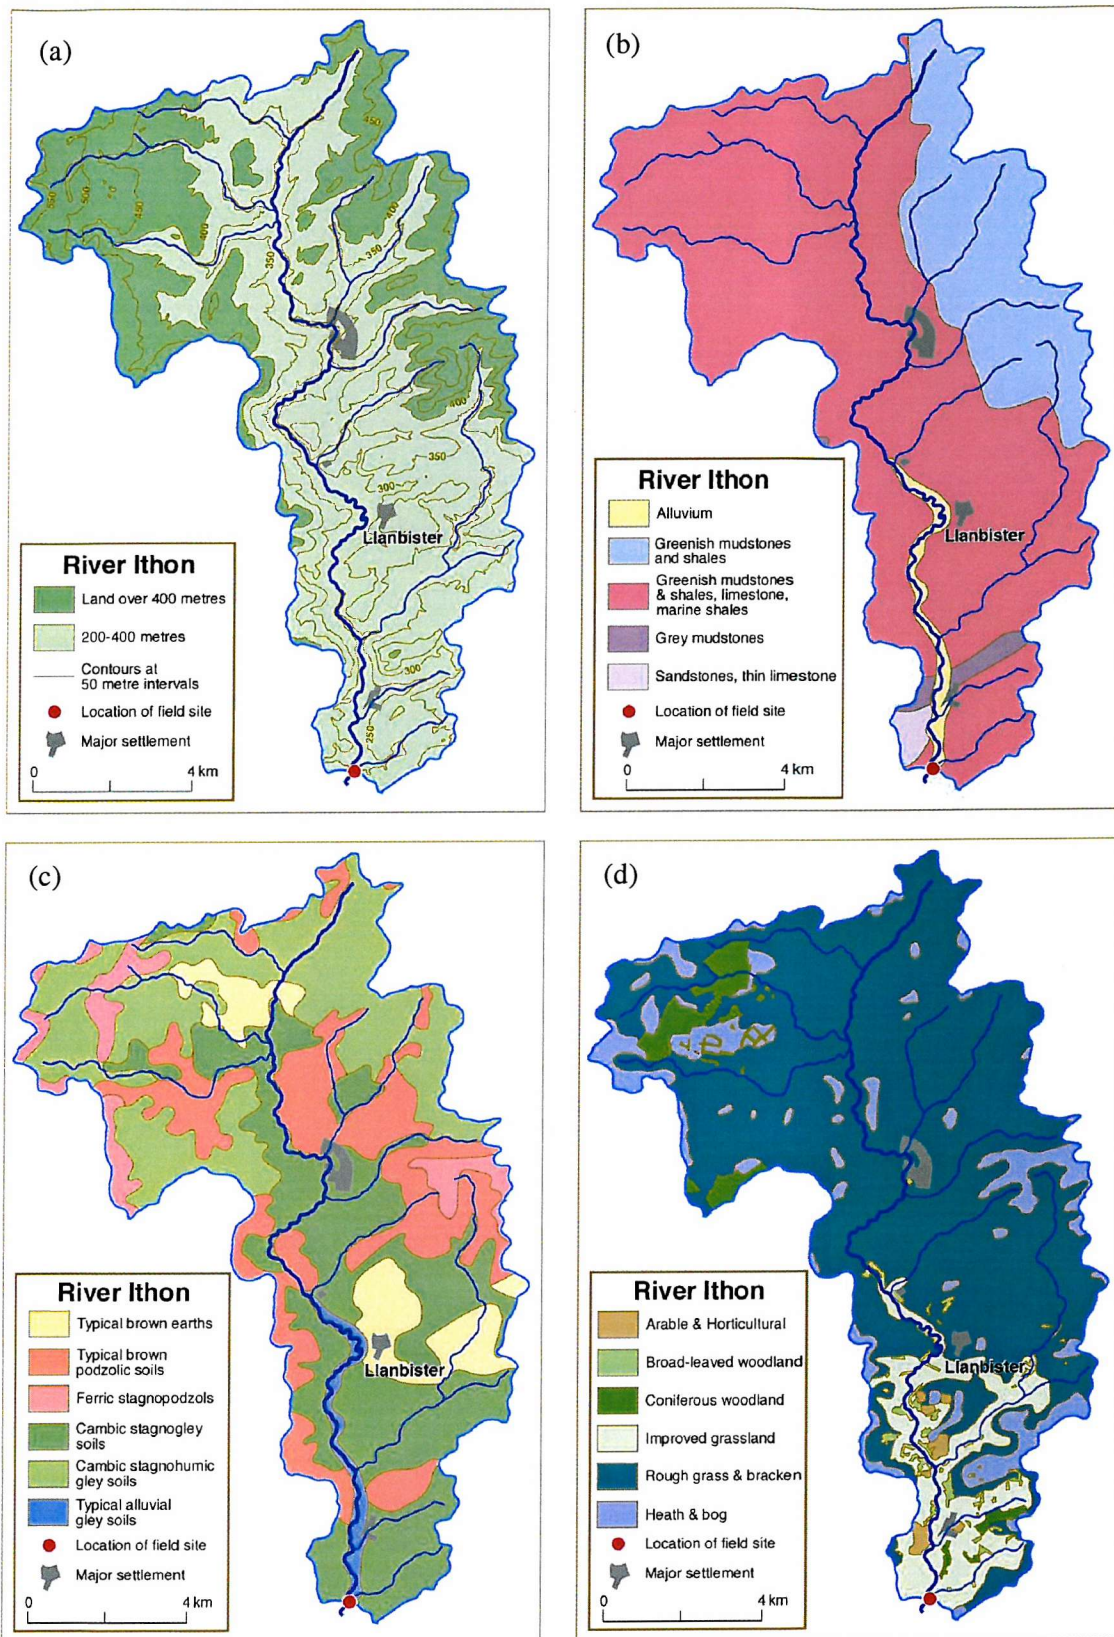 (a)
450
550
500
450
400
400
350
350
400
350
300
Llanbister
300
250
River Ithon
Land over 400 metres
200-400 metres
Contours at
50 metre intervals
Location of field site
Major settlement
0
4 km
(b)
Llanbister
River Ithon
Alluvium
Greenish mudstones
and shales
Greenish mudstones
& shales, limestone,
marine shales
Grey mudstones
Sandstones, thin limestone
Location of field site
Major settlement
0
4 km
(c)
Llanbister
River Ithon
Typical brown earths
Typical brown
podzolic soils
Ferric stagnopodzols
Cambic stagnogley
soils
Cambic stagnohumic
gley soils
Typical alluvial
gley soils
Location of field site
Major settlement
0
4 km
(d)
Llanbister
River Ithon
Arable & Horticultural
Broad-leaved woodland
Coniferous woodland
Improved grassland
Rough grass & bracken
Heath & bog
Location of field site
Major settlement
0
4 km